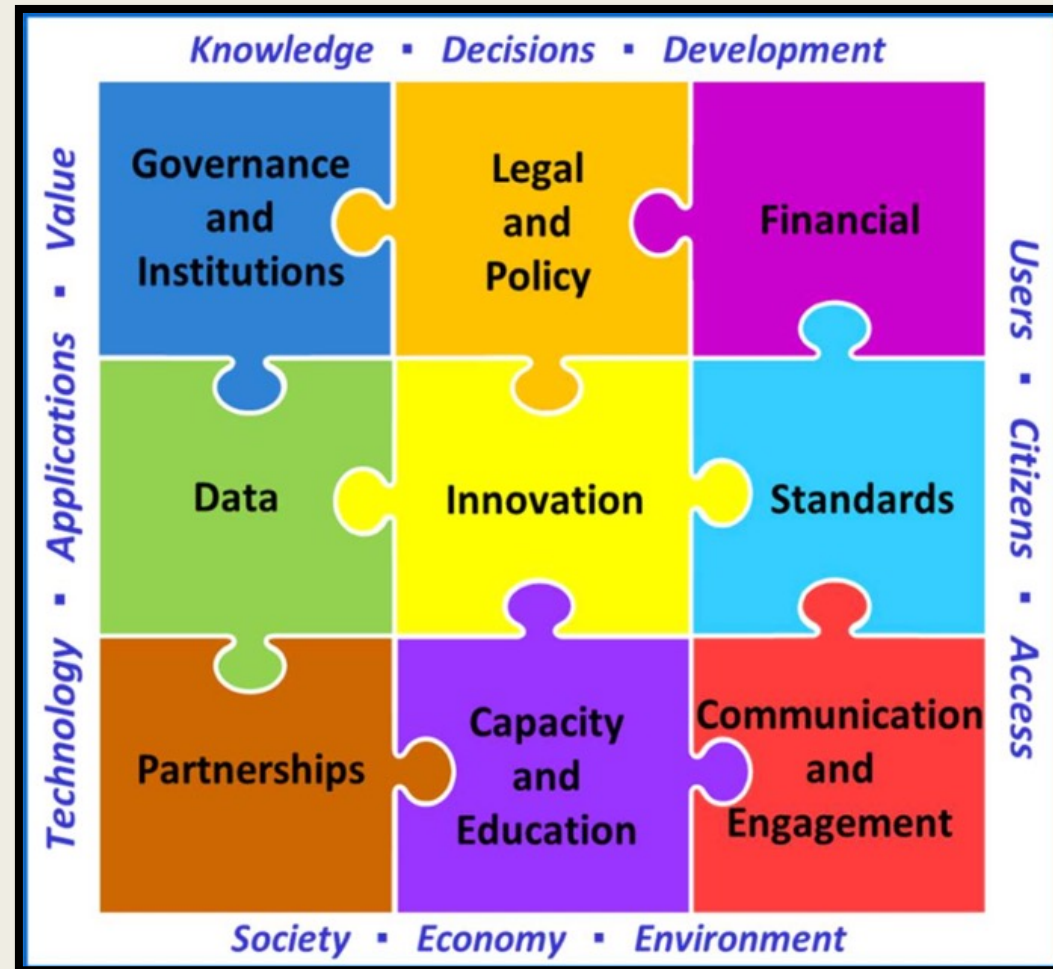 Knowledge ▪ Decisions ▪ Development
Technology ▪ Applications ▪ Value
Governance
and
Institutions
Legal
and
Policy
Financial
Data
Innovation
Standards
Partnerships
Capacity
and
Education
Communication
and
Engagement
Users ▪ Citizens ▪ Access
Society ▪ Economy ▪ Environment